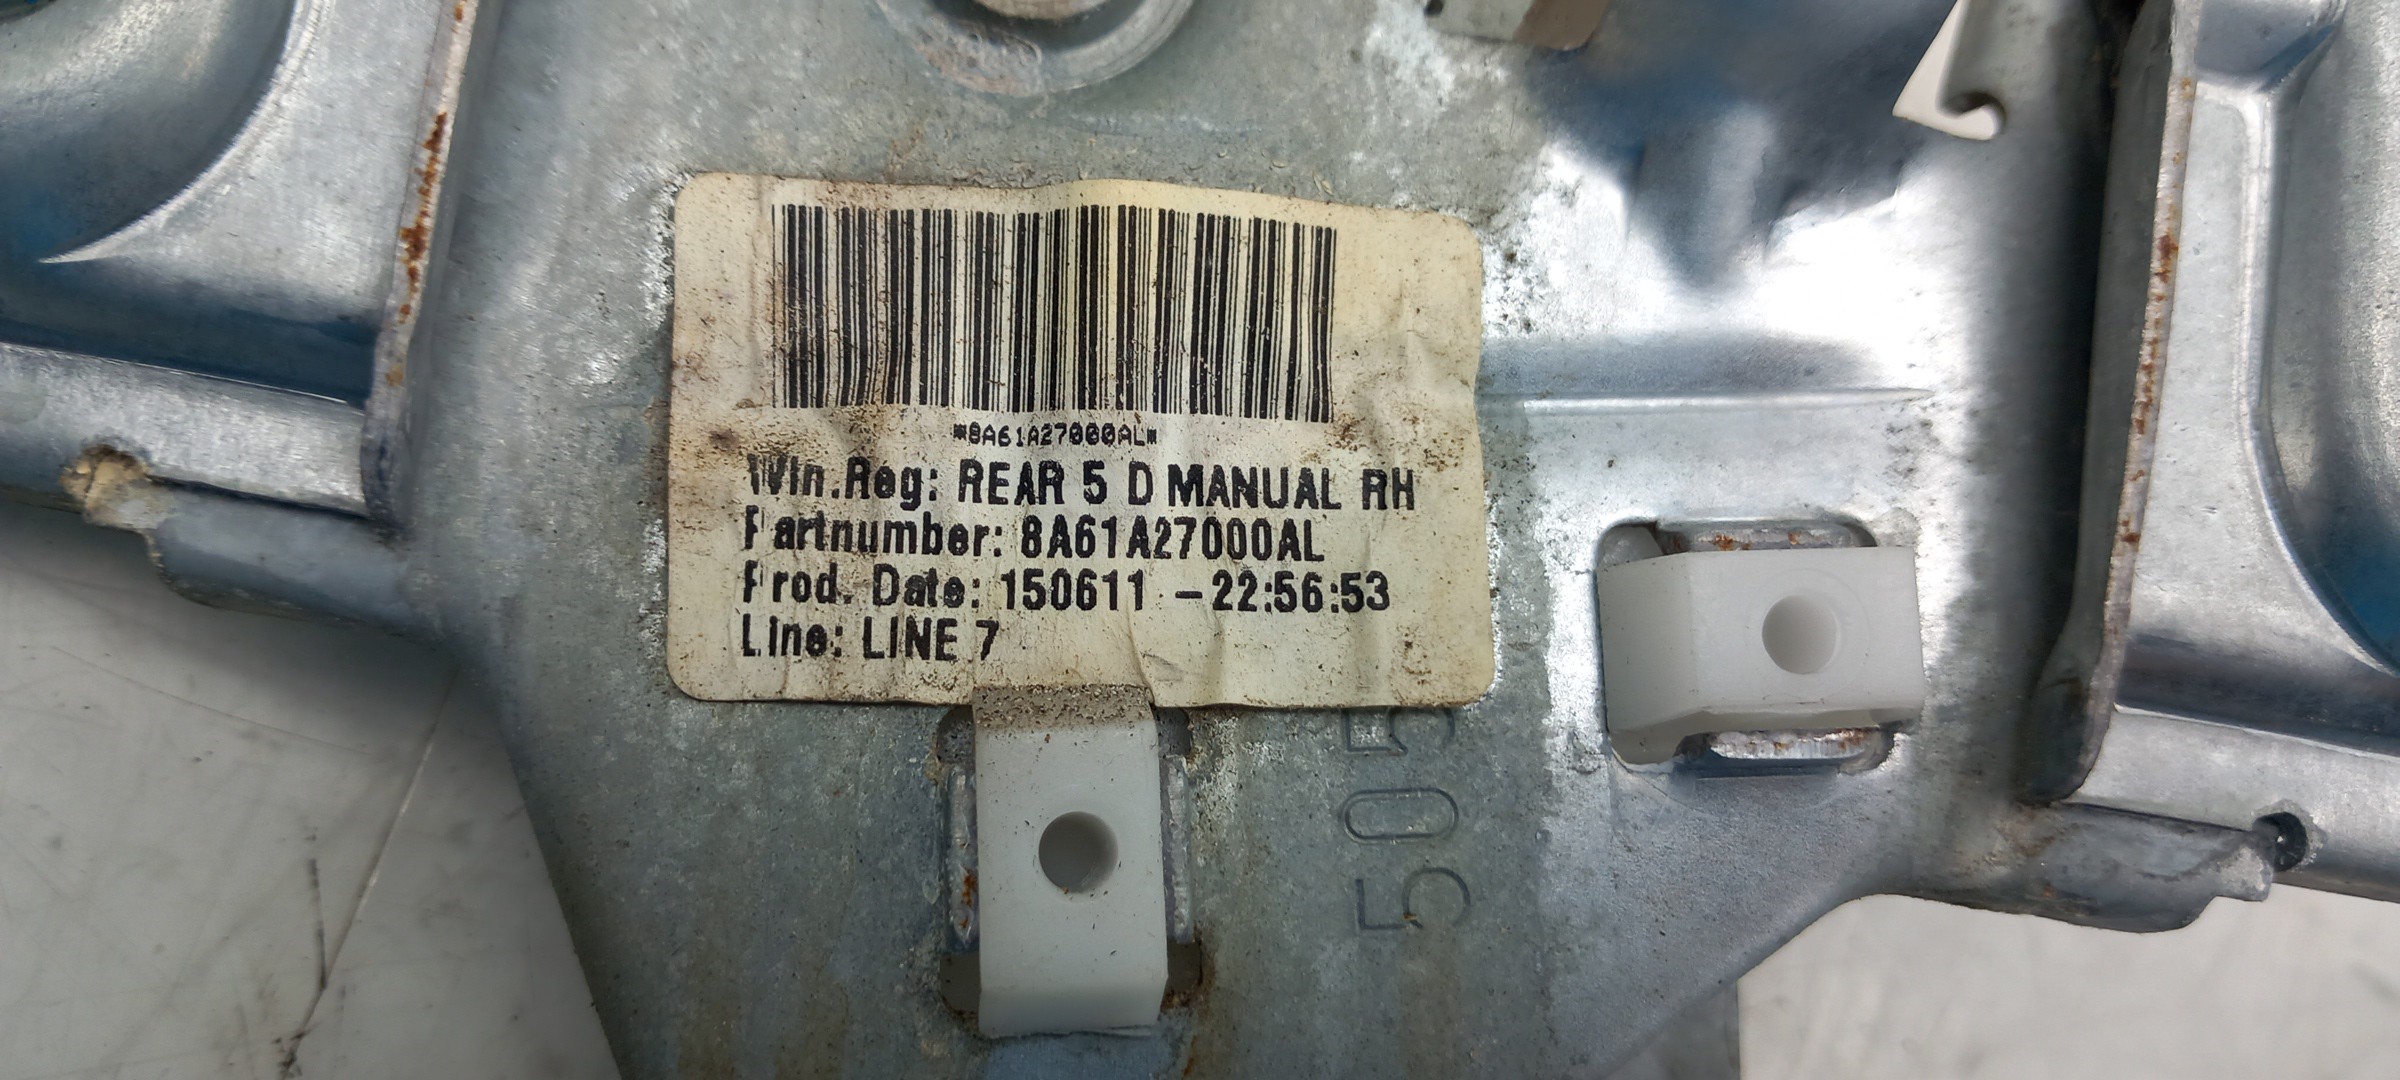 *8A61A27000AL*
Win.Reg: REAR 5 D MANUAL RH
Partnumber: 8A61A27000AL
Prod. Date: 150611 -22:56:53
Line: LINE 7
505